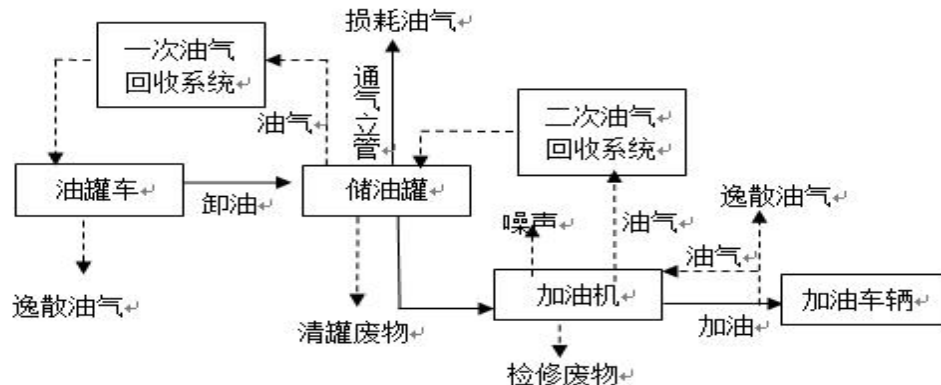 损耗油气
一次油气
回收系统
油气
通气立管
二次油气
回收系统
油罐车
卸油
储油罐
噪声
油气
逸散油气
油气
逸散油气
加油机
加油
加油车辆
清罐废物
检修废物